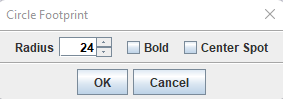 Circle Footprint
Radius 24 Bold Center Spot
OK Cancel